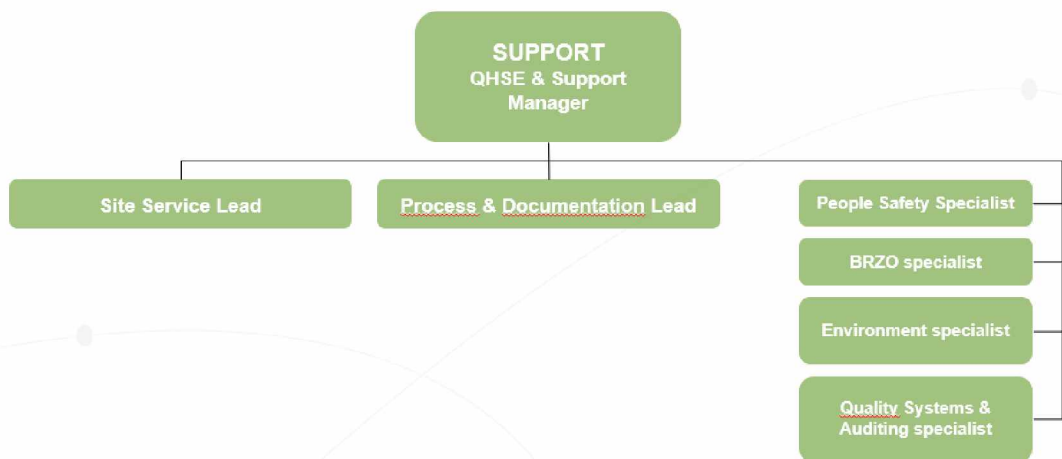 SUPPORT
QHSE & Support
Manager
Site Service Lead
Process & Documentation Lead
People Safety Specialist
BRZO specialist
Environment specialist
Quality Systems &
Auditing specialist